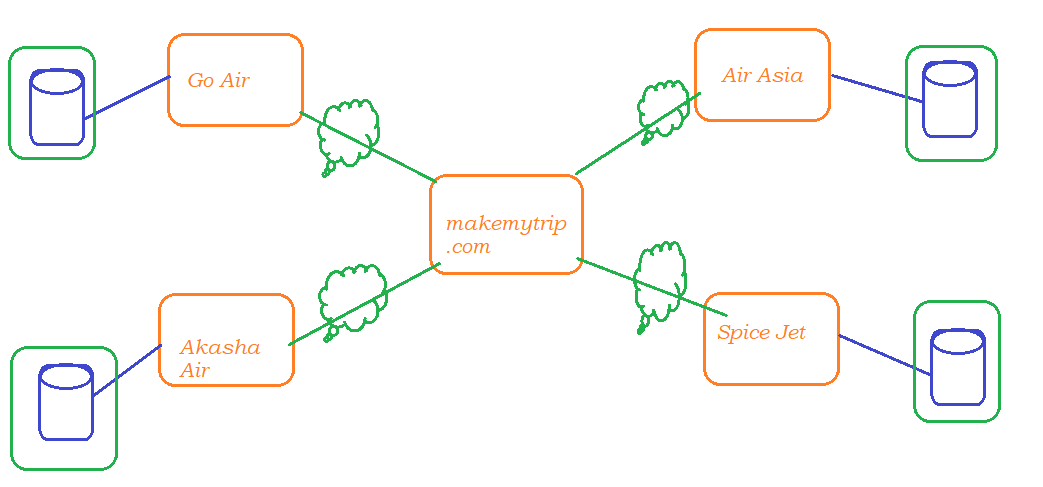 Go Air
Air Asia
makemytrip
.com
Akasha
Air
Spice Jet